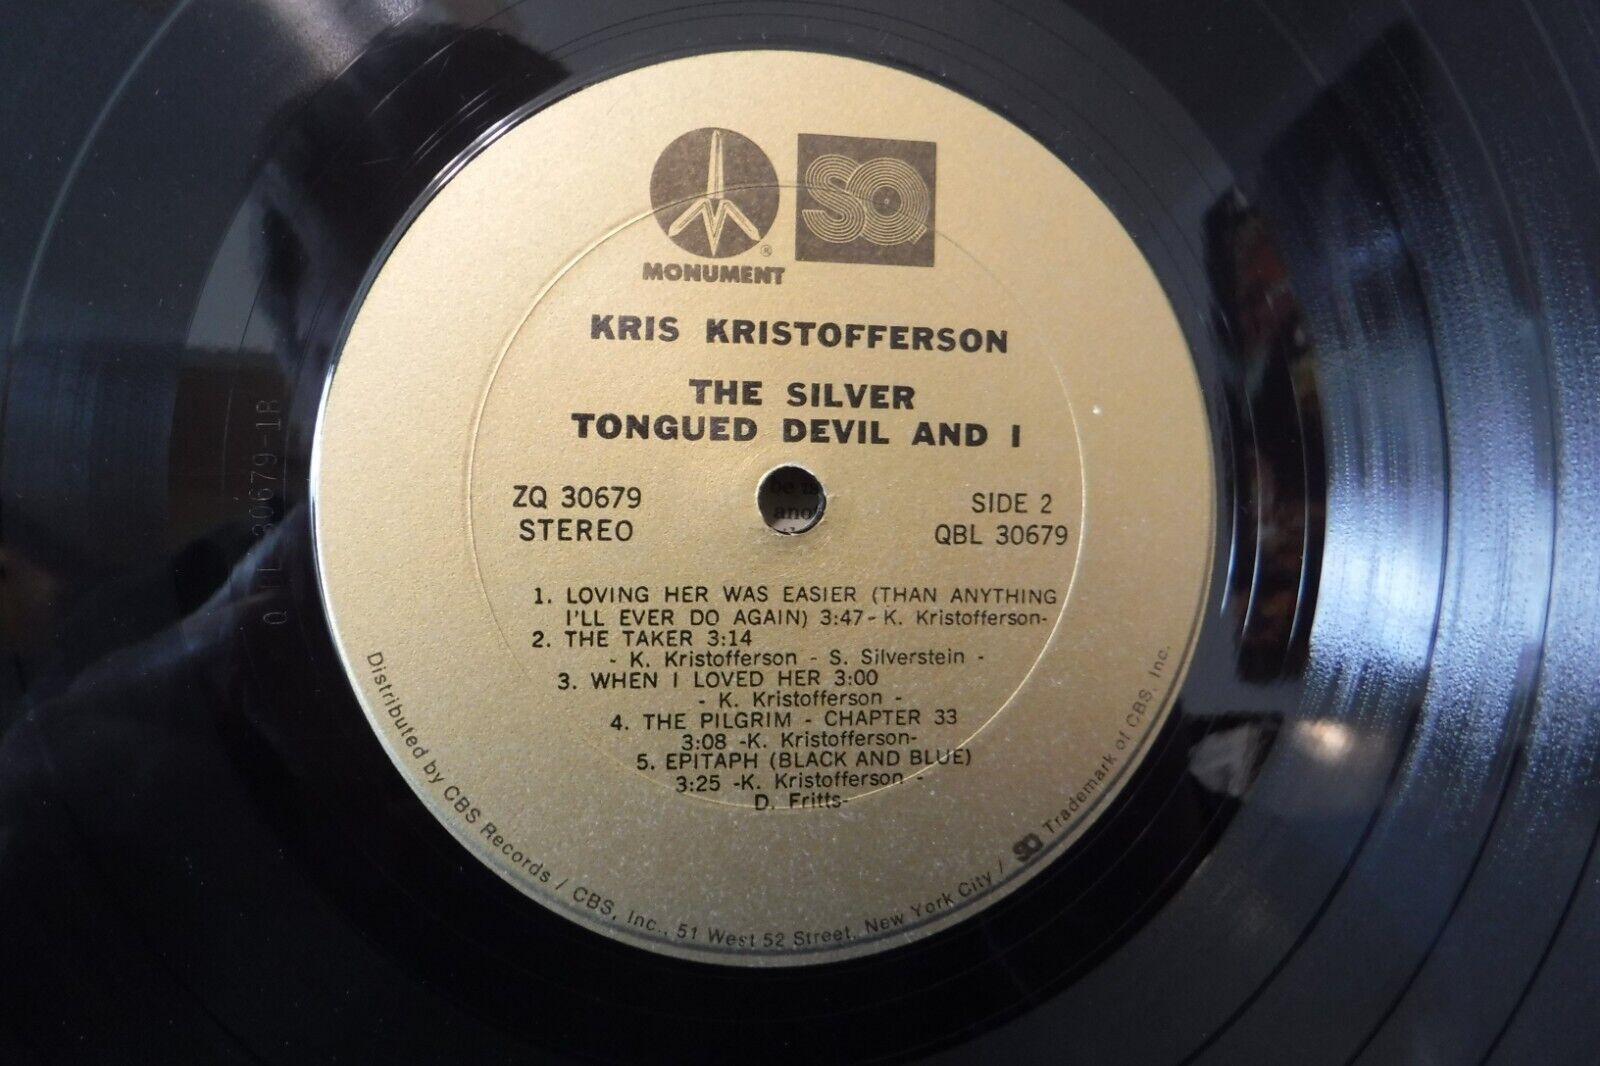 SQ
®
MONUMENT
KRIS KRISTOFFERSON
THE SILVER
TONGUED DEVIL AND I
ZQ 30679
STEREO
SIDE 2
QBL 30679
1. LOVING HER WAS EASIER (THAN ANYTHING
I'LL EVER DO AGAIN) 3:47- K. Kristofferson-
2. THE TAKER 3:14
- K. Kristofferson - S. Silverstein -
3. WHEN I LOVED HER 3:00
- K. Kristofferson -
4. THE PILGRIM - CHAPTER 33
3:08 -K. Kristofferson-
5. EPITAPH (BLACK AND BLUE)
3:25 -K. Kristofferson -
D. Fritts-
Distributed by CBS Records / CBS, Inc., 51 West 52 Street, New York City / SQ Trademark of CBS, Inc.
30679-1B